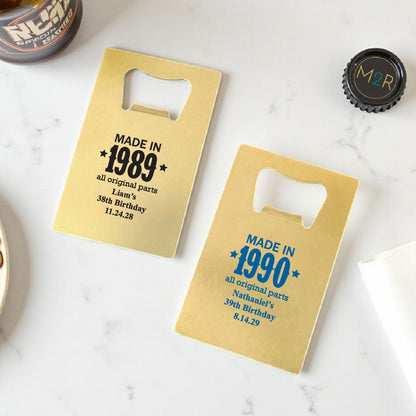 M2R
MADE IN
1989
all original parts
Liam's
38th Birthday
11.24.28
MADE IN
1990
all original parts
Nathaniel's
39th Birthday
8.14.29